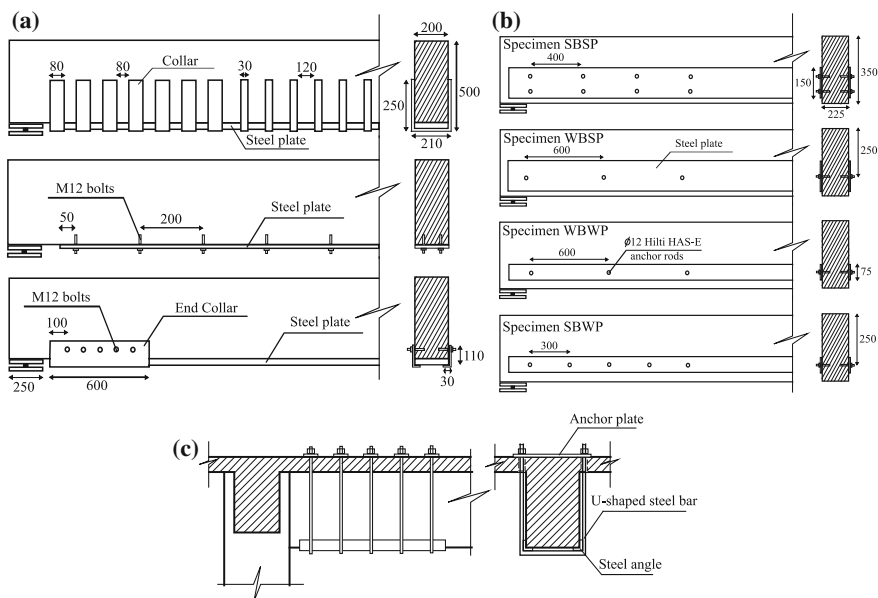 (a)
200
80
80
Collar
30
120
250
500
Steel plate
210
M12 bolts
50
200
Steel plate
M12 bolts
End Collar
100
Steel plate
110
250
600
30
(b)
Specimen SBSP
400
150
350
225
Specimen WBSP
600
Steel plate
250
Specimen WBWP
600
Ø12 Hilti HAS-E
anchor rods
75
Specimen SBWP
300
250
(c)
Anchor plate
U-shaped steel bar
Steel angle